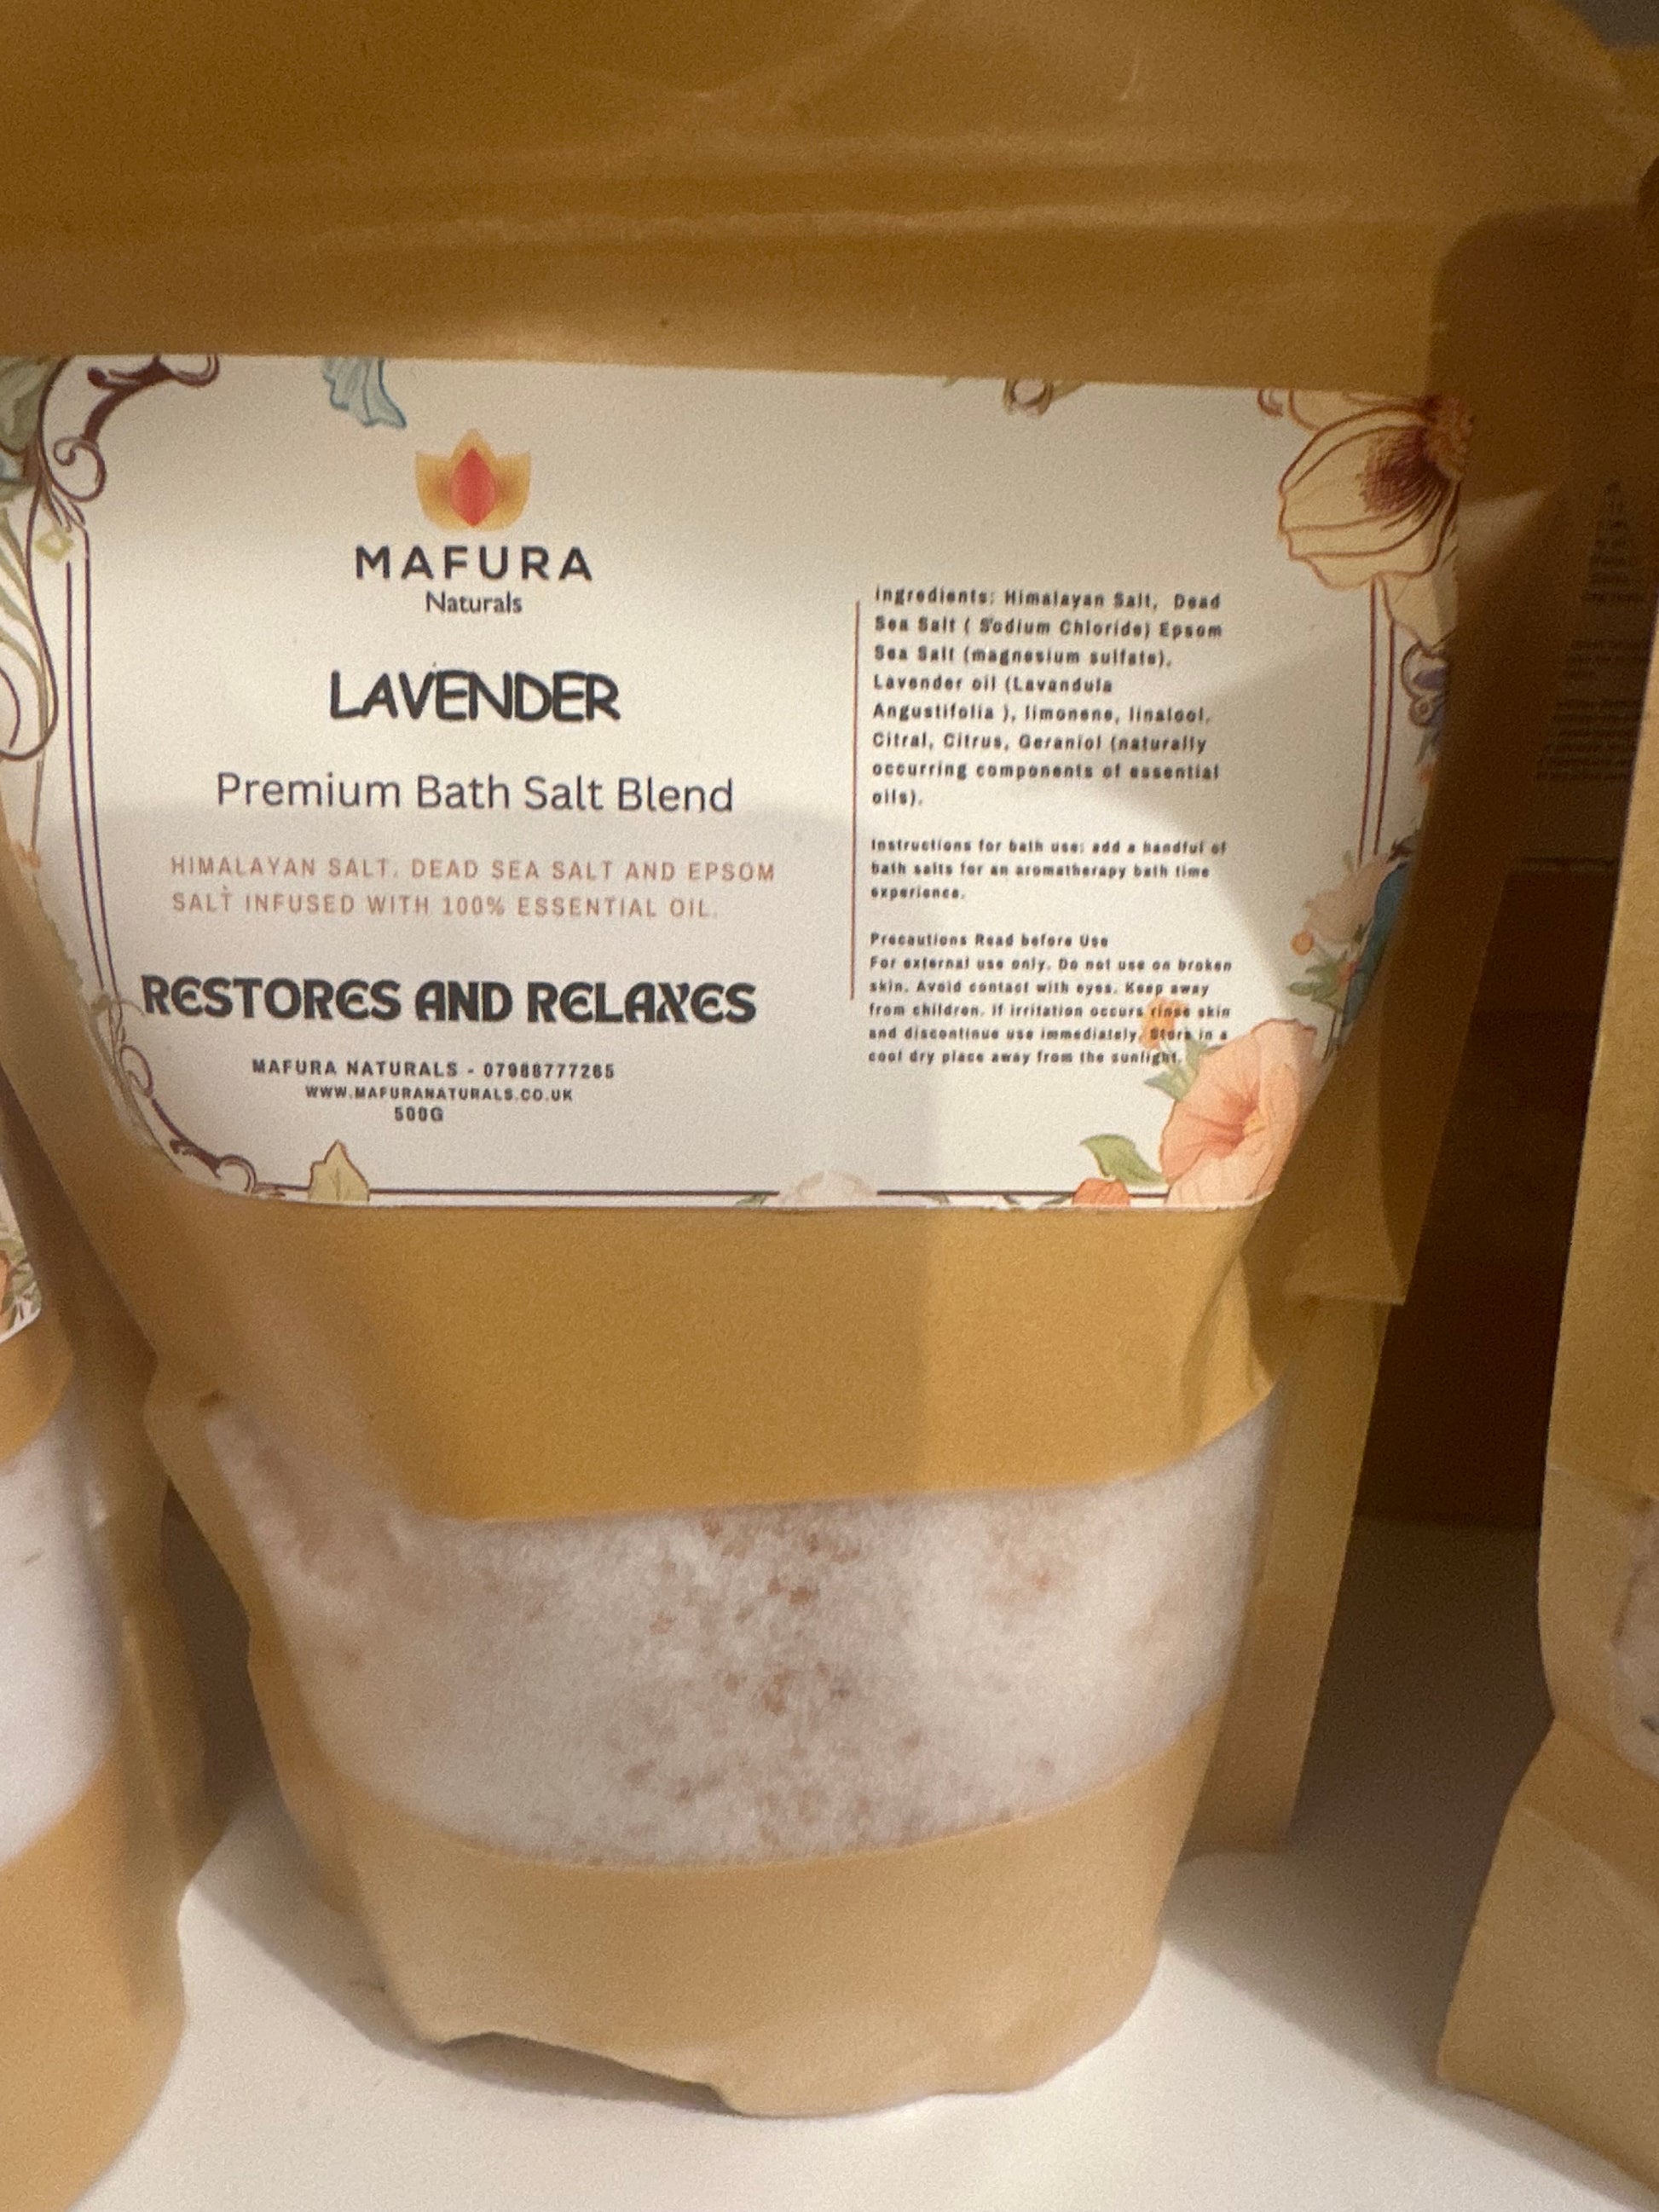 MAFURA
Naturals
LAVENDER
Premium Bath Salt Blend
HIMALAYAN SALT, DEAD SEA SALT AND EPSOM
SALT INFUSED WITH 100% ESSENTIAL OIL.
RESTORES AND RELAXES
MAFURA NATURALS - 07988777265
WWW.MAFURANATURALS.CO.UK
500G
ingredients: Himalayan Salt, Dead
Sea Salt ( Sodium Chloride) Epsom
Sea Salt (magnesium sulfate),
Lavender oil (Lavandula
Angustifolia ), limonene, linalool,
Citral, Citrus, Geraniol (naturally
occurring components of essential
oils).
Instructions for bath use: add a handful of
bath salts for an aromatherapy bath time
experience.
Precautions Read before Use
For external use only. Do not use on broken
skin. Avoid contact with eyes. Keep away
from children. If irritation occurs rinse skin
and discontinue use immediately. Store in a
cool dry place away from the sunlight.